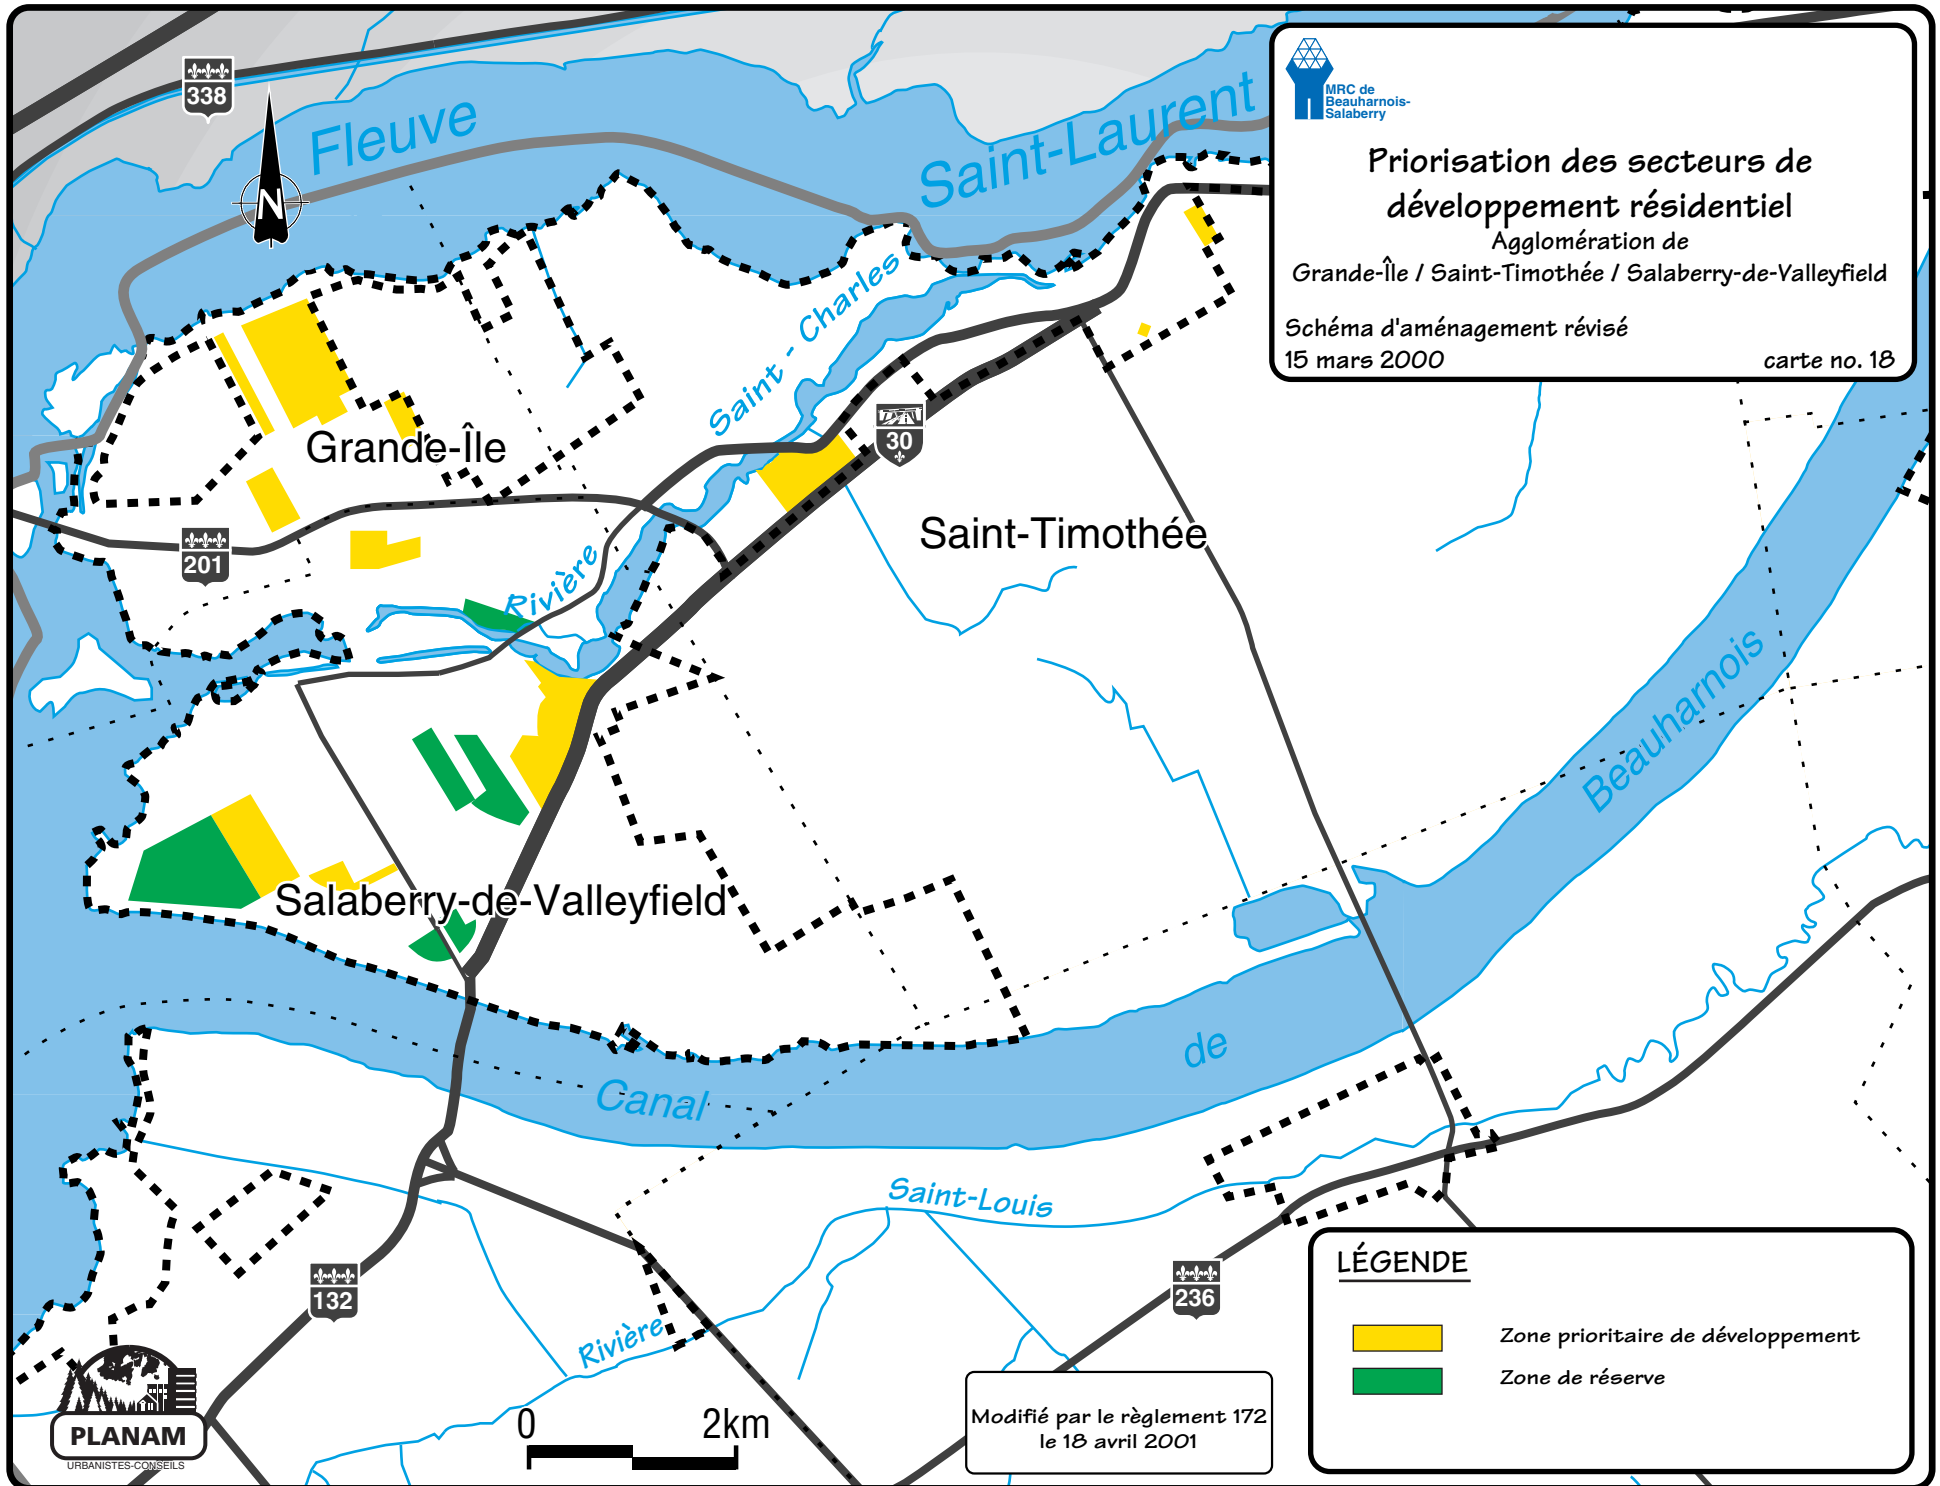 338
N
Fleuve
Saint-Laurent
MRC de
Beauharnois-
Salaberry
Priorisation des secteurs de
développement résidentiel
Agglomération de
Grande-Île / Saint-Timothée / Salaberry-de-Valleyfield
Schéma d'aménagement révisé
15 mars 2000
carte no. 18
Saint - Charles
Rivière
Grande-Île
30
201
Saint-Timothée
Beauharnois
Salaberry-de-Valleyfield
de
Canal
Saint-Louis
Rivière
132
236
LÉGENDE
Zone prioritaire de développement
Zone de réserve
PLANAM
URBANISTES-CONSEILS
0
2km
Modifié par le règlement 172
le 18 avril 2001